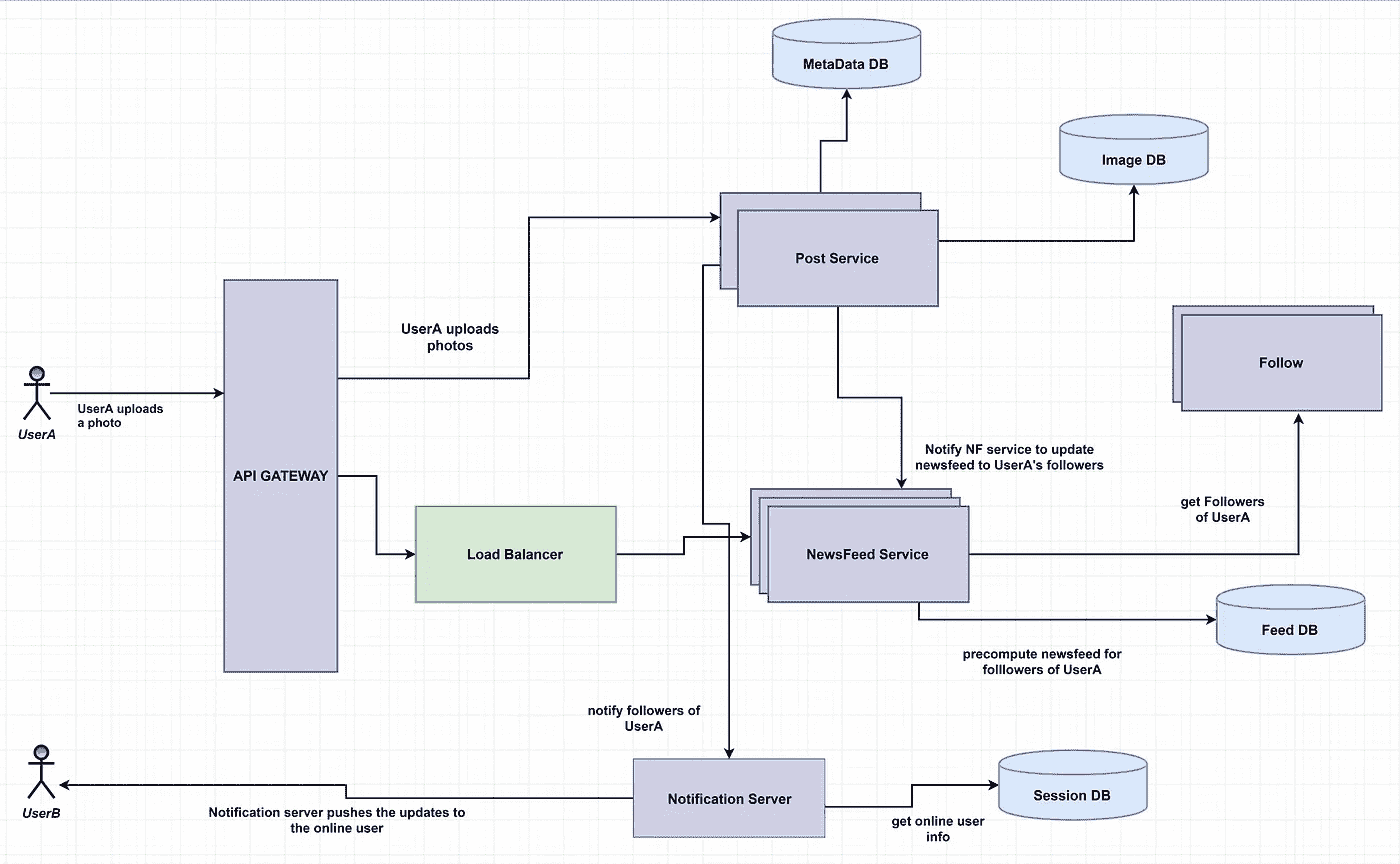 MetaData DB
Image DB
Post Service
UserA uploads
photos
Follow
UserA uploads
a photo
UserA
Notify NF service to update
newsfeed to UserA's followers
API GATEWAY
get Followers
of UserA
Load Balancer
NewsFeed Service
Feed DB
precompute newsfeed for
folllowers of UserA
notify followers of
UserA
Notification Server
Session DB
UserB
Notification server pushes the updates to
the online user
get online user
info